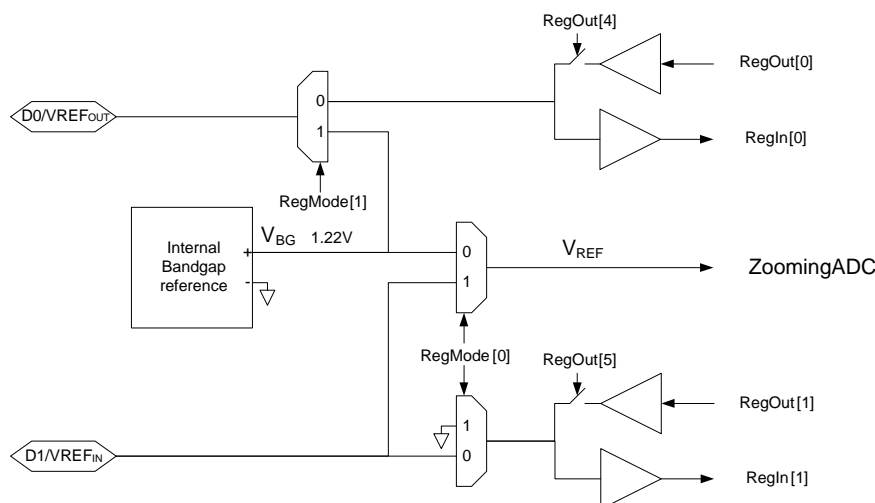 RegOut[4]
RegOut[0]
0
D0/VREFOUT
1
RegIn[0]
RegMode[1]
Internal
Bandgap
reference
+
-
VBG 1.22V
0
1
VREF
ZoomingADC
RegMode[0]
RegOut[5]
RegOut[1]
1
0
D1/VREFIN
RegIn[1]